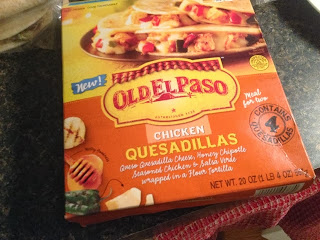 New!
OLD EL PASO
Meal
for two
CHICKEN
QUESADILLAS
CONTAINS
4
QUESADILLAS
Queso Quesadilla Cheese, Honey Chipotle
Seasoned Chicken & Salsa Verde
wrapped in a Flour Tortilla
NET WT. 20 OZ (1 LB 4 OZ)